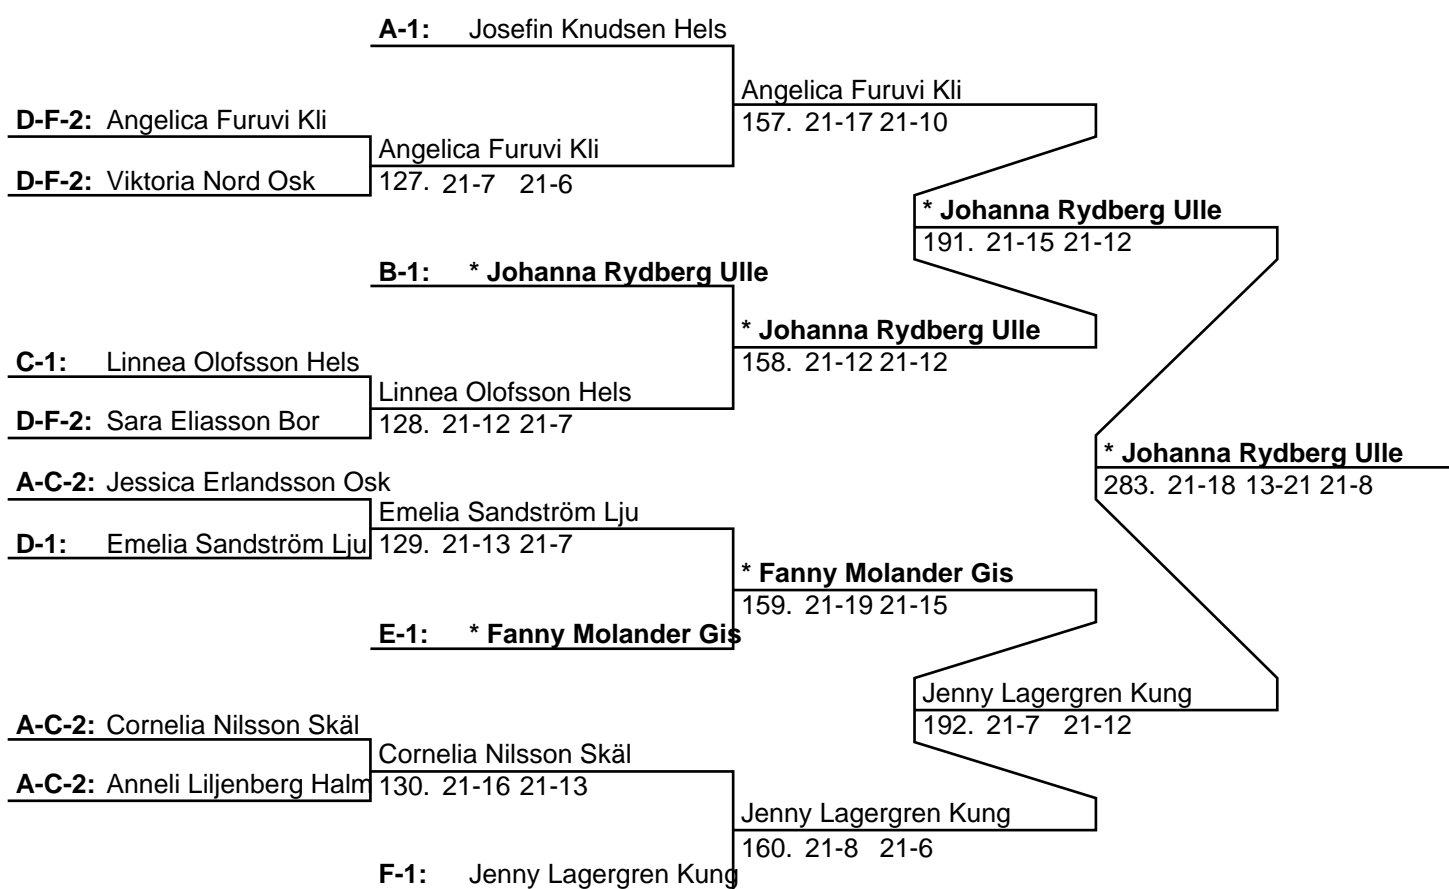 A-1: Josefin Knudsen Hels
Angelica Furuvi Kli
D-F-2: Angelica Furuvi Kli
157. 21-17 21-10
Angelica Furuvi Kli
D-F-2: Viktoria Nord Osk
127. 21-7 21-6
* Johanna Rydberg Ulle
191. 21-15 21-12
B-1: * Johanna Rydberg Ulle
* Johanna Rydberg Ulle
C-1: Linnea Olofsson Hels
158. 21-12 21-12
Linnea Olofsson Hels
D-F-2: Sara Eliasson Bor
128. 21-12 21-7
* Johanna Rydberg Ulle
A-C-2: Jessica Erlandsson Osk
283. 21-18 13-21 21-8
Emelia Sandström Lju
D-1: Emelia Sandström Lju
129. 21-13 21-7
* Fanny Molander Gis
159. 21-19 21-15
E-1: * Fanny Molander Gis
Jenny Lagergren Kung
A-C-2: Cornelia Nilsson Skäl
192. 21-7 21-12
Cornelia Nilsson Skäl
A-C-2: Anneli Liljenberg Halm
130. 21-16 21-13
Jenny Lagergren Kung
160. 21-8 21-6
F-1: Jenny Lagergren Kung